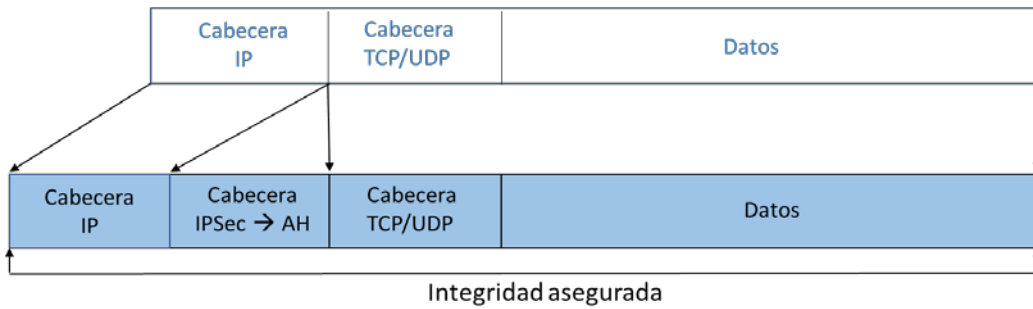 Cabecera
IP
Cabecera
TCP/UDP
Datos
Cabecera
IP
Cabecera
IPSec → AH
Cabecera
TCP/UDP
Datos
Integridad asegurada